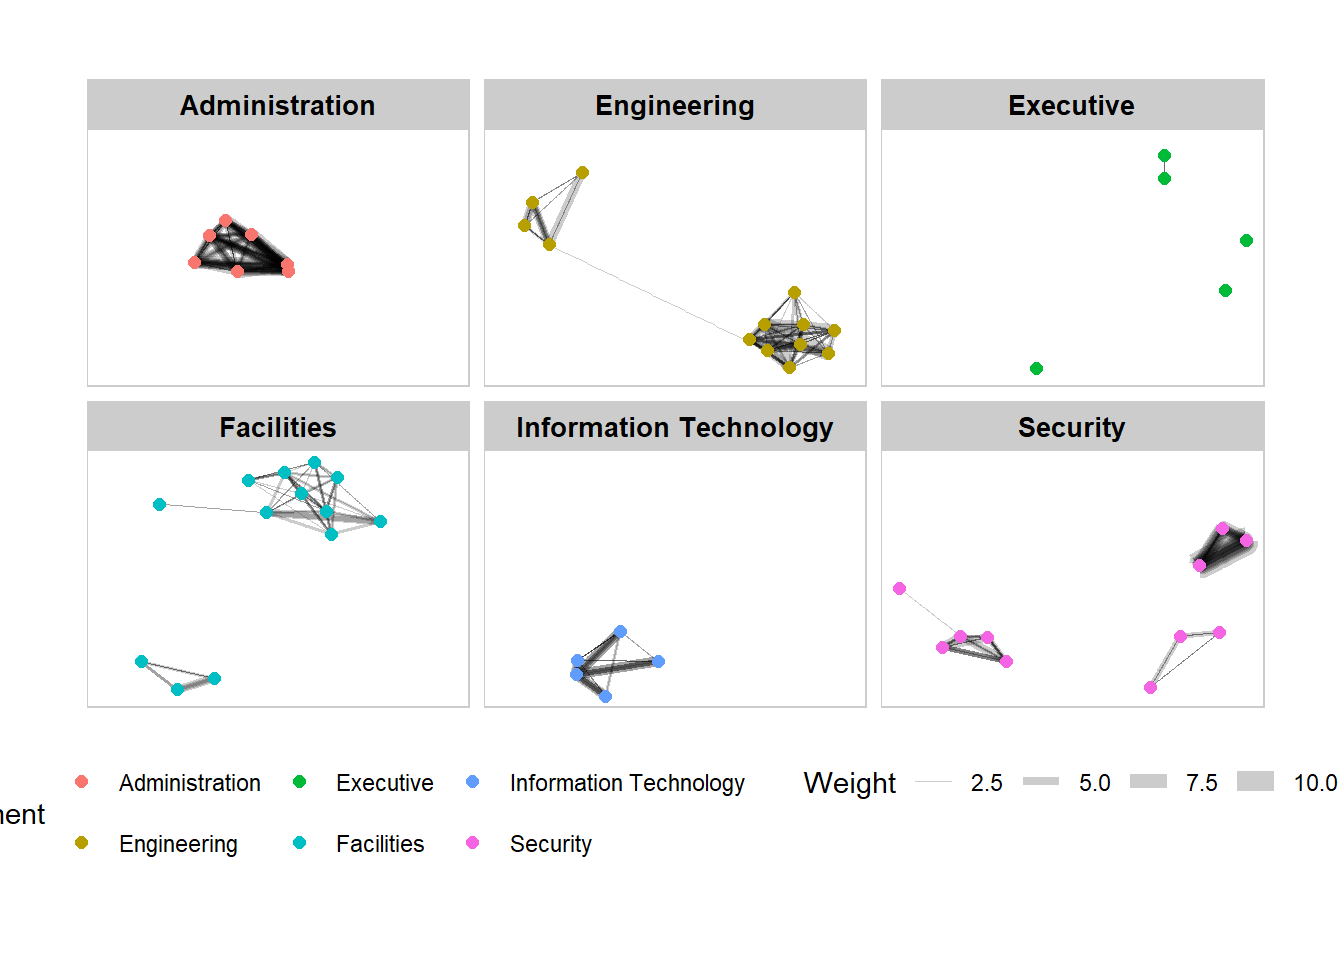 Administration
Engineering
Executive
Facilities
Information Technology
Security
Administration
Executive
Information Technology
Weight
2.5
5.0
7.5
10.0
Engineering
Facilities
Security